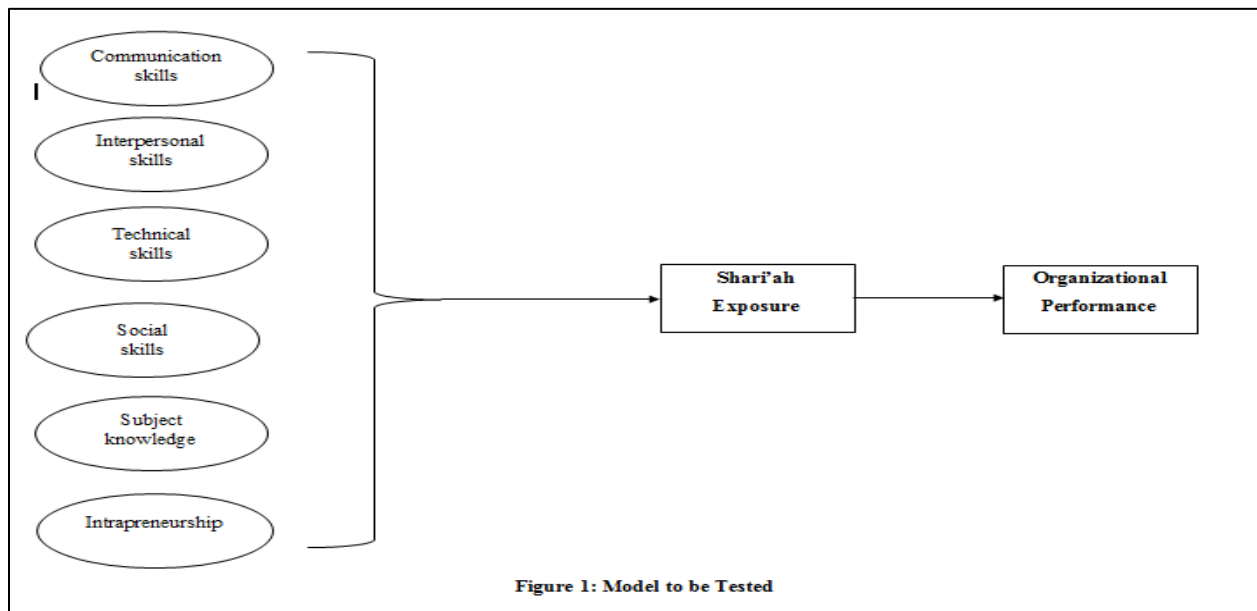 Communication
skills
Interpersonal
skills
Technical
skills
Social
skills
Subject
knowledge
Intrapreneurship
Shari'ah
Exposure
Organizational
Performance
Figure 1: Model to be Tested